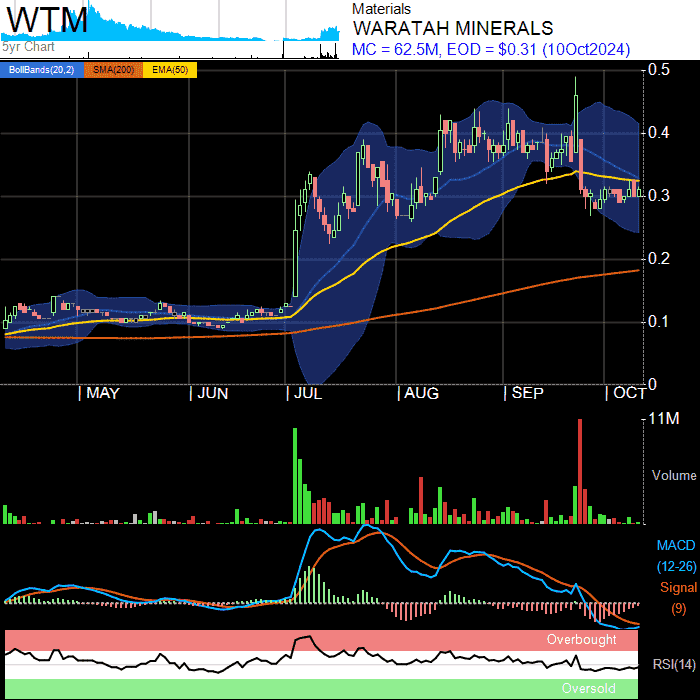 WTM
5yr Chart
Materials
WARATAH MINERALS
MC = 62.5M, EOD = $0.31 (10Oct2024)
BollBands(20,2) SMA(200) EMA(50)
0.5
0.4
0.3
0.2
0.1
0
| MAY | JUN | JUL | AUG | SEP | OCT
11M
Volume
MACD
(12-26)
Signal
(9)
Overbought
RSI(14)
Oversold